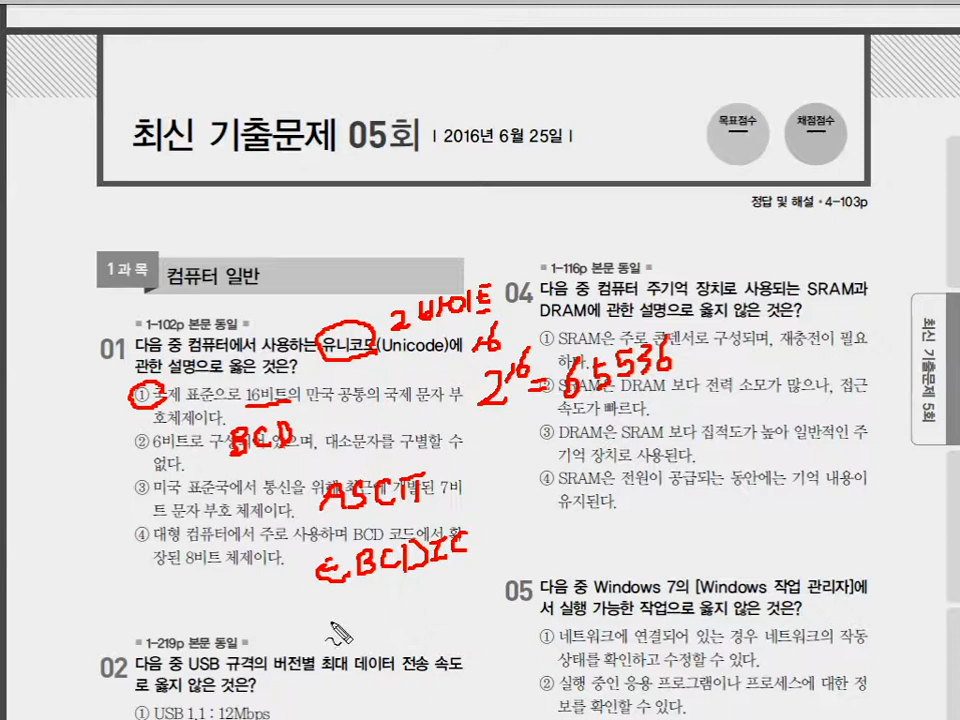 최신 기출문제 05회 | 2016년 6월 25일 |
목표점수
채점점수
정답 및 해설 • 4-103p
1과목 컴퓨터 일반
■ 1-102p 본문 동일 ■
01 다음 중 컴퓨터에서 사용하는 유니코드(Unicode)에
관한 설명으로 옳은 것은?
① 국제 표준으로 16비트의 만국 공통의 국제 문자 부
호체제이다.
② 6비트로 구성되어 있으며, 대소문자를 구별할 수
없다.
③ 미국 표준국에서 통신을 위해 최근에 개발된 7비
트 문자 부호 체제이다.
④ 대형 컴퓨터에서 주로 사용하며 BCD 코드에서 확
장된 8비트 체제이다.
2 바이트
16
2^16 = 65536
BCD
ASCII
EBCDIC
■ 1-219p 본문 동일 ■
02 다음 중 USB 규격의 버전별 최대 데이터 전송 속도
로 옳지 않은 것은?
① USB 1.1 : 12Mbps
■ 1-116p 본문 동일 ■
04 다음 중 컴퓨터 주기억 장치로 사용되는 SRAM과
DRAM에 관한 설명으로 옳지 않은 것은?
① SRAM은 주로 콘덴서로 구성되며, 재충전이 필요
하다.
② SRAM은 DRAM 보다 전력 소모가 많으나, 접근
속도가 빠르다.
③ DRAM은 SRAM 보다 집적도가 높아 일반적인 주
기억 장치로 사용된다.
④ SRAM은 전원이 공급되는 동안에는 기억 내용이
유지된다.
05 다음 중 Windows 7의 [Windows 작업 관리자]에
서 실행 가능한 작업으로 옳지 않은 것은?
① 네트워크에 연결되어 있는 경우 네트워크의 작동
상태를 확인하고 수정할 수 있다.
② 실행 중인 응용 프로그램이나 프로세스에 대한 정
보를 확인할 수 있다.
최신 기출문제 5회